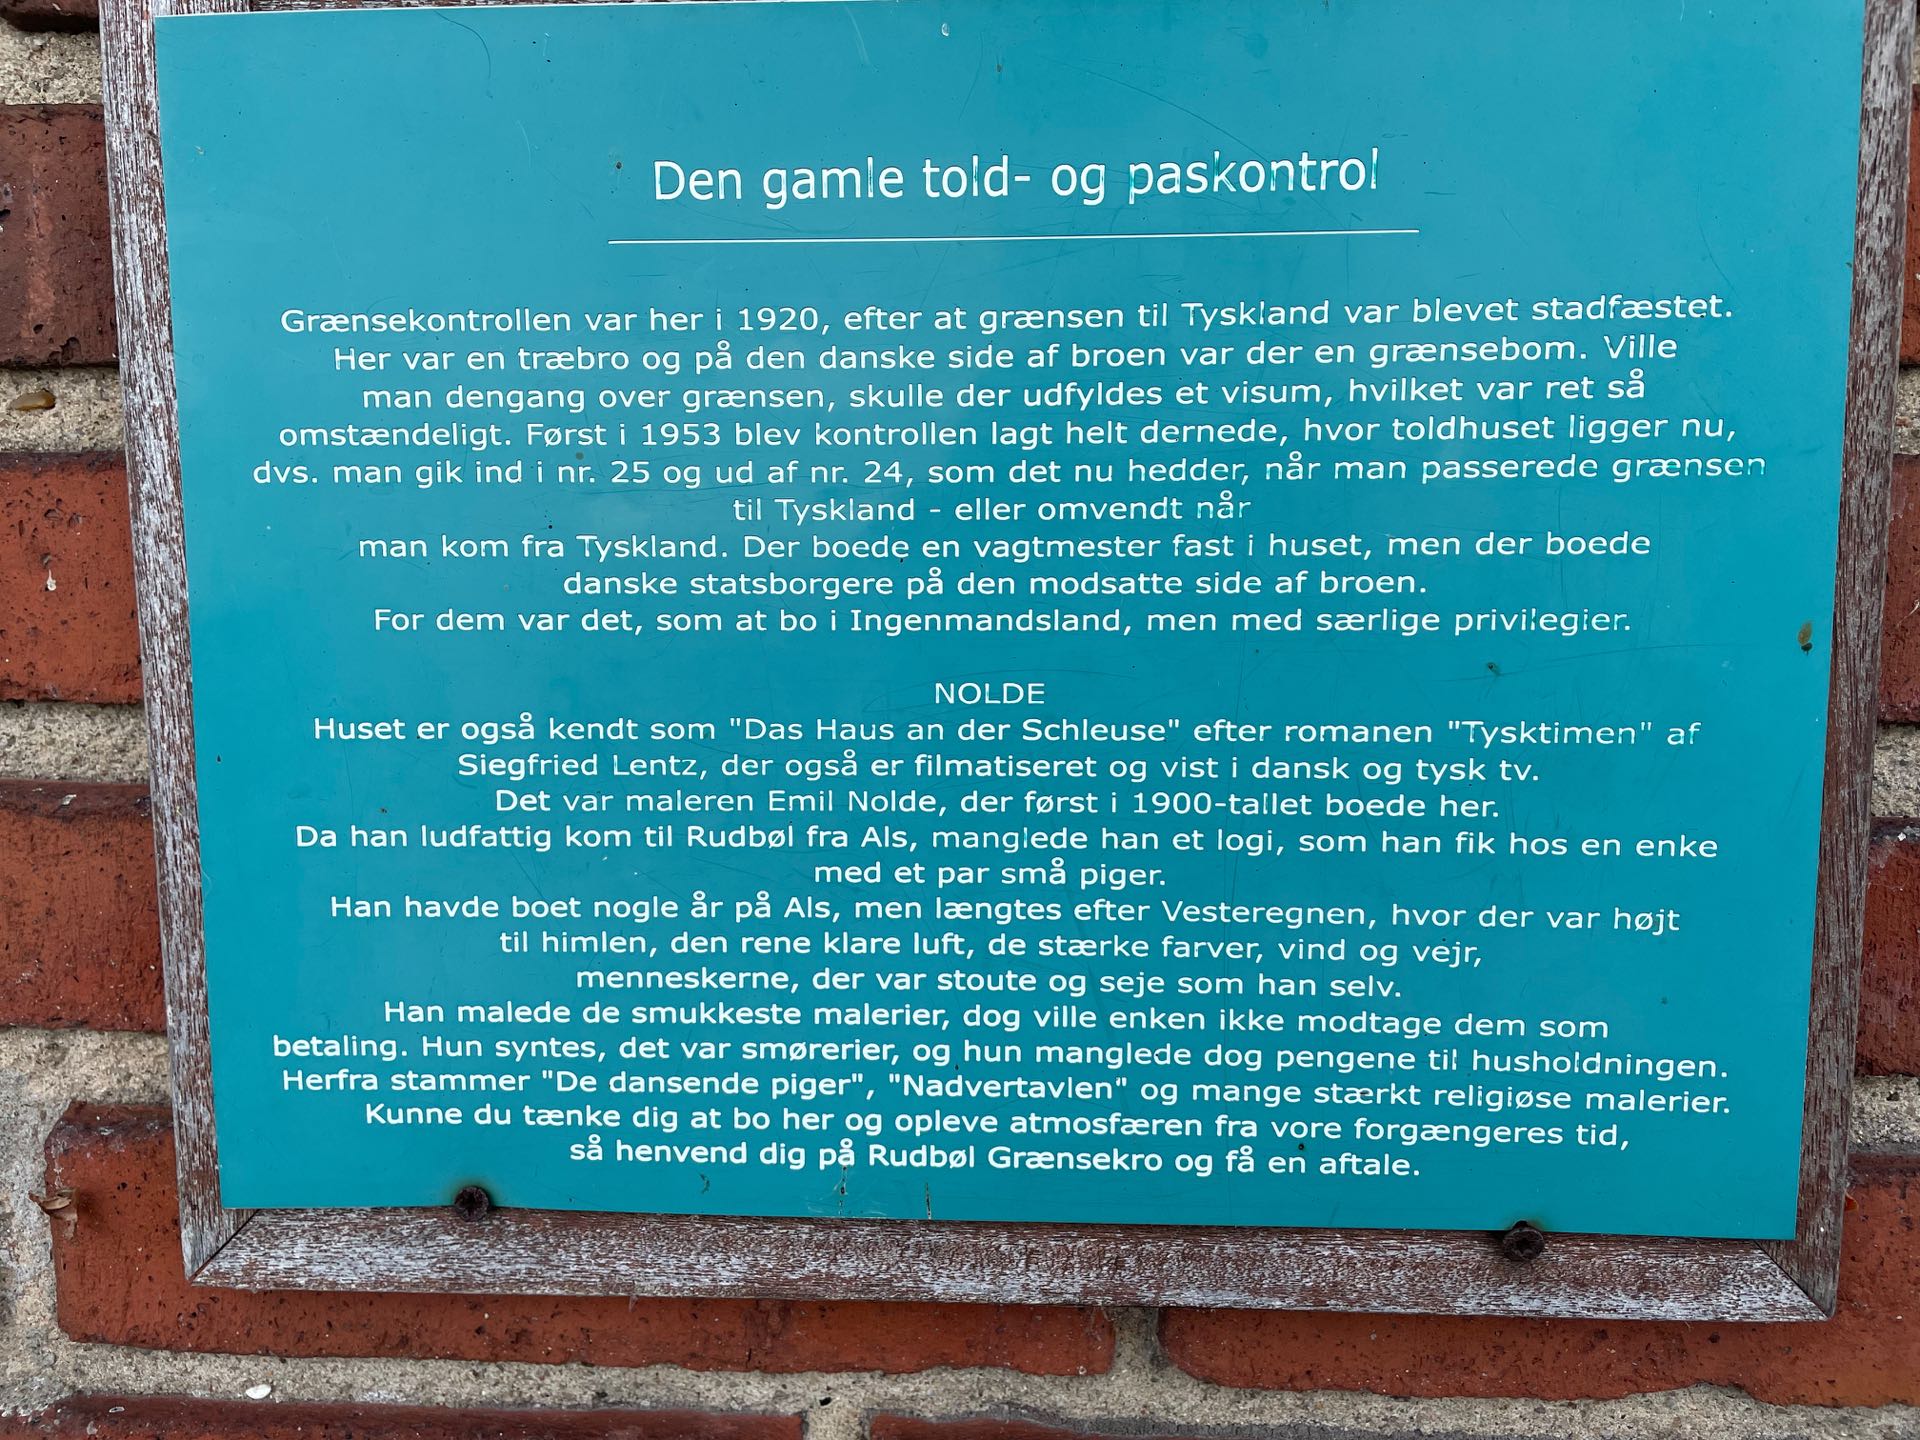 Den gamle told- og paskontrol
Grænsekontrollen var her i 1920, efter at grænsen til Tyskland var blevet stadfæstet.
Her var en træbro og på den danske side af broen var der en grænsebom. Ville
man dengang over grænsen, skulle der udfyldes et visum, hvilket var ret så
omstændeligt. Først i 1953 blev kontrollen lagt helt dernede, hvor toldhuset ligger nu,
dvs. man gik ind i nr. 25 og ud af nr. 24, som det nu hedder, når man passerede grænsen
til Tyskland - eller omvendt når
man kom fra Tyskland. Der boede en vagtmester fast i huset, men der boede
danske statsborgere på den modsatte side af broen.
For dem var det, som at bo i Ingenmandsland, men med særlige privilegier.
NOLDE
Huset er også kendt som "Das Haus an der Schleuse" efter romanen "Tysktimen" af
Siegfried Lentz, der også er filmatiseret og vist i dansk og tysk tv.
Det var maleren Emil Nolde, der først i 1900-tallet boede her.
Da han ludfattig kom til Rudbøl fra Als, manglede han et logi, som han fik hos en enke
med et par små piger.
Han havde boet nogle år på Als, men længtes efter Vesteregnen, hvor der var højt
til himlen, den rene klare luft, de stærke farver, vind og vejr,
menneskerne, der var stoute og seje som han selv.
Han malede de smukkeste malerier, dog ville enken ikke modtage dem som
betaling. Hun syntes, det var smørerier, og hun manglede dog pengene til husholdningen.
Herfra stammer "De dansende piger", "Nadvertavlen" og mange stærkt religiøse malerier.
Kunne du tænke dig at bo her og opleve atmosfæren fra vore forgængeres tid,
så henvend dig på Rudbøl Grænsekro og få en aftale.